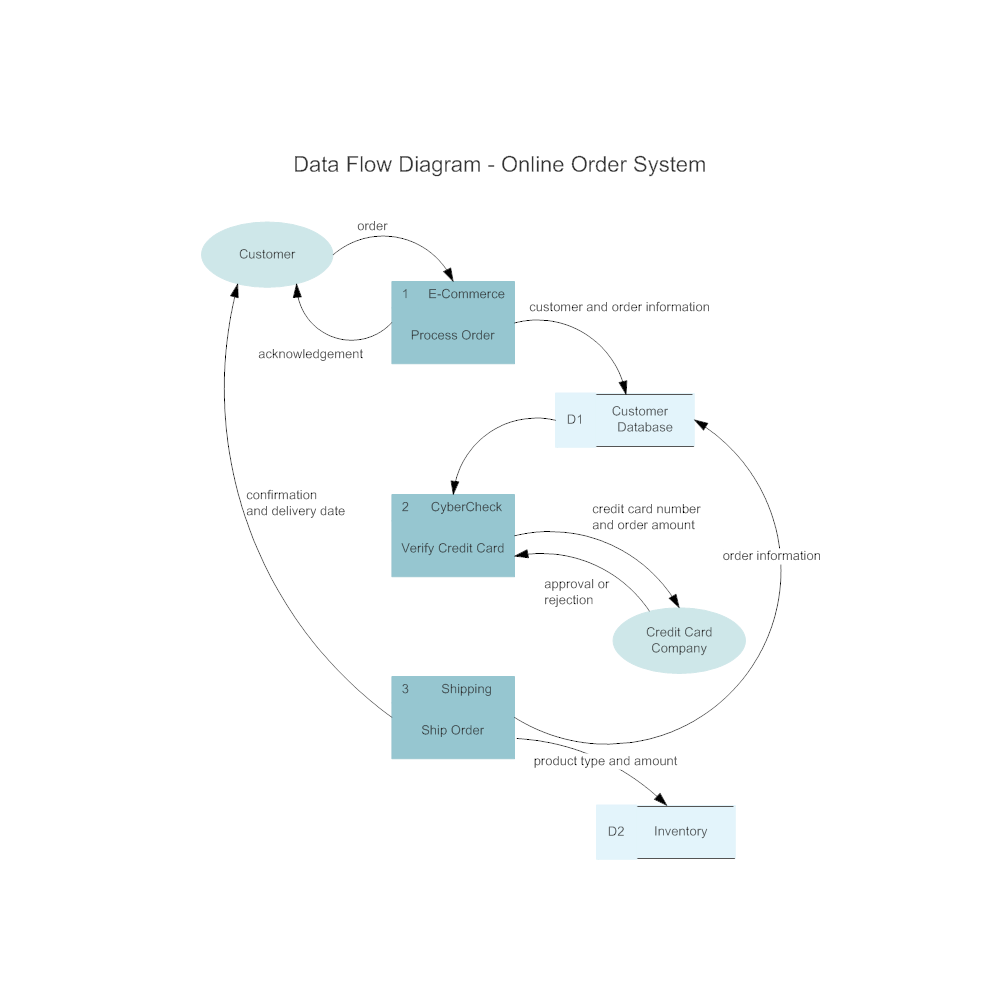 Data Flow Diagram - Online Order System
order
Customer
1 E-Commerce
Process Order
customer and order information
acknowledgement
D1
Customer
Database
confirmation
and delivery date
2 CyberCheck
Verify Credit Card
credit card number
and order amount
order information
approval or
rejection
Credit Card
Company
3 Shipping
Ship Order
product type and amount
D2 Inventory